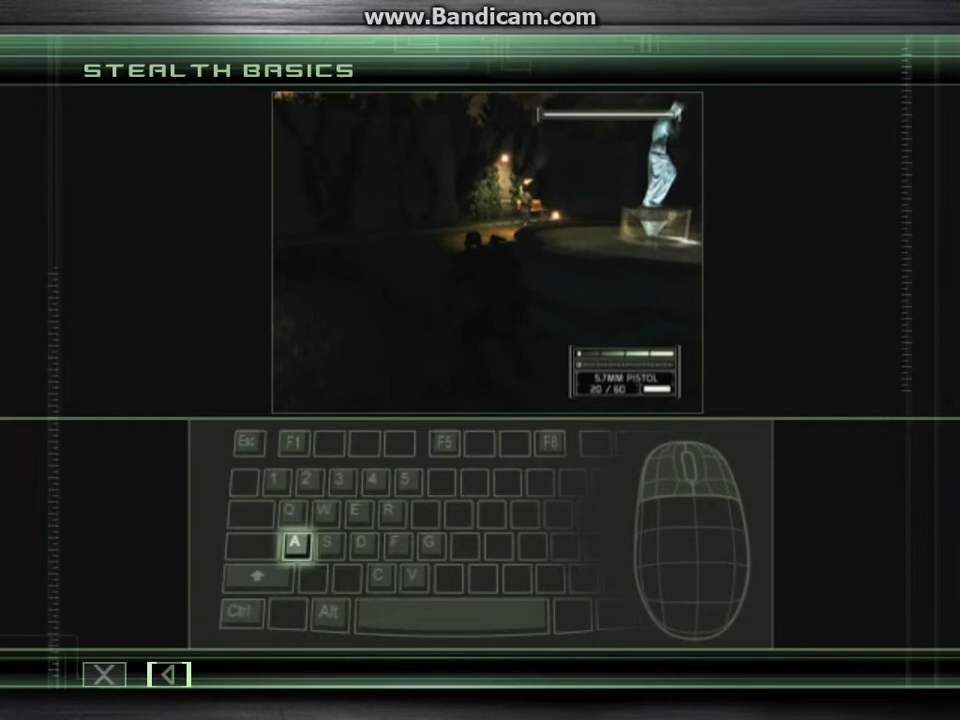 www.Bandicam.com
STEALTH BASICS
5.7MM PISTOL
20 / 60
Esc F1 F5 F8
1 2 3 4 5
Q W E R
A S D F G
C V
Ctrl Alt